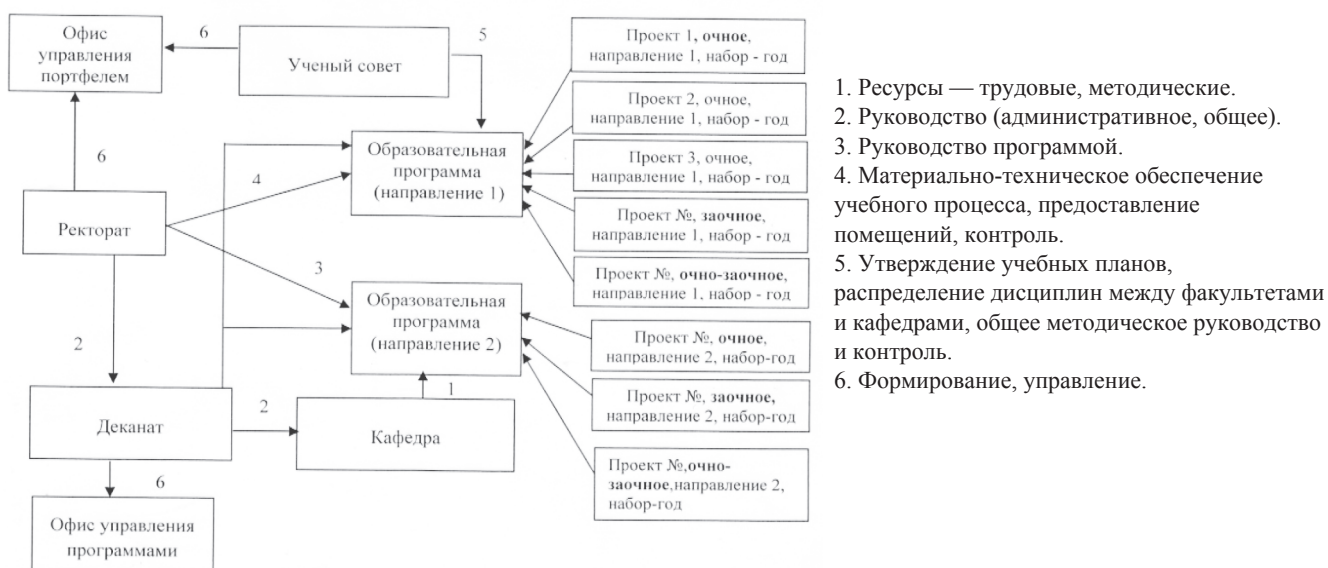 Офис
управления
портфелем
6
Ученый совет
5
6
Ректорат
4
3
2
Образовательная
программа
(направление 1)
Образовательная
программа
(направление 2)
Деканат
2
Кафедра
1
6
Офис управления
программами
Проект 1, очное,
направление 1, набор - год
Проект 2, очное,
направление 1, набор - год
Проект 3, очное,
направление 1, набор - год
Проект №, заочное,
направление 1, набор - год
Проект №, очно-заочное,
направление 1, набор - год
Проект №, очное,
направление 2, набор-год
Проект №, заочное,
направление 2, набор-год
Проект №,очно-
заочное,направление 2,
набор-год
1. Ресурсы — трудовые, методические.
2. Руководство (административное, общее).
3. Руководство программой.
4. Материально-техническое обеспечение
учебного процесса, предоставление
помещений, контроль.
5. Утверждение учебных планов,
распределение дисциплин между факультетами
и кафедрами, общее методическое руководство
и контроль.
6. Формирование, управление.